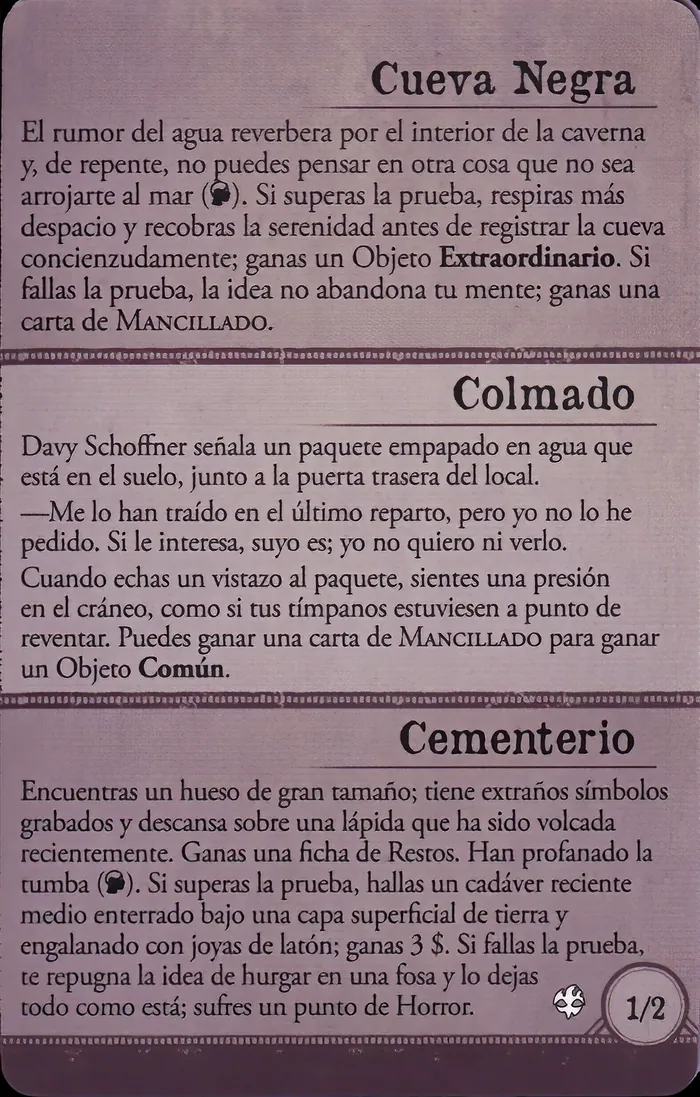 Cueva Negra
El rumor del agua reverbera por el interior de la caverna
y, de repente, no puedes pensar en otra cosa que no sea
arrojarte al mar (). Si superas la prueba, respiras más
despacio y recobras la serenidad antes de registrar la cueva
concienzudamente; ganas un Objeto Extraordinario. Si
fallas la prueba, la idea no abandona tu mente; ganas una
carta de MANCILLADO.
Colmado
Davy Schoffner señala un paquete empapado en agua que
está en el suelo, junto a la puerta trasera del local.
—Me lo han traído en el último reparto, pero yo no lo he
pedido. Si le interesa, suyo es; yo no quiero ni verlo.
Cuando echas un vistazo al paquete, sientes una presión
en el cráneo, como si tus tímpanos estuviesen a punto de
reventar. Puedes ganar una carta de MANCILLADO para ganar
un Objeto Común.
Cementerio
Encuentras un hueso de gran tamaño; tiene extraños símbolos
grabados y descansa sobre una lápida que ha sido volcada
recientemente. Ganas una ficha de Restos. Han profanado la
tumba (). Si superas la prueba, hallas un cadáver reciente
medio enterrado bajo una capa superficial de tierra y
engalanado con joyas de latón; ganas 3 $. Si fallas la prueba,
te repugna la idea de hurgar en una fosa y lo dejas
todo como está; sufres un punto de Horror.
1/2